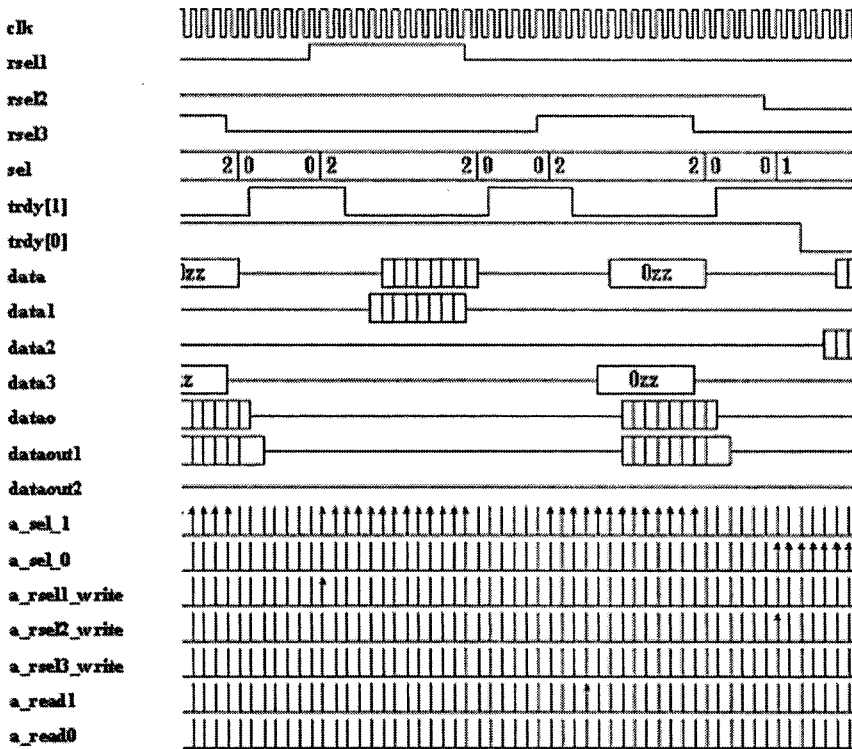 clk
rsel1
rsel2
rsel3
sel 2 0 0 2 2 0 0 2 2 0 0 1
trdy[1]
trdy[0]
data 0zz 0zz
data1
data2
data3 zz 0zz
datao
dataout1
dataout2
a_sel_1
a_sel_0
a_rsel1_write
a_rsel2_write
a_rsel3_write
a_read1
a_read0